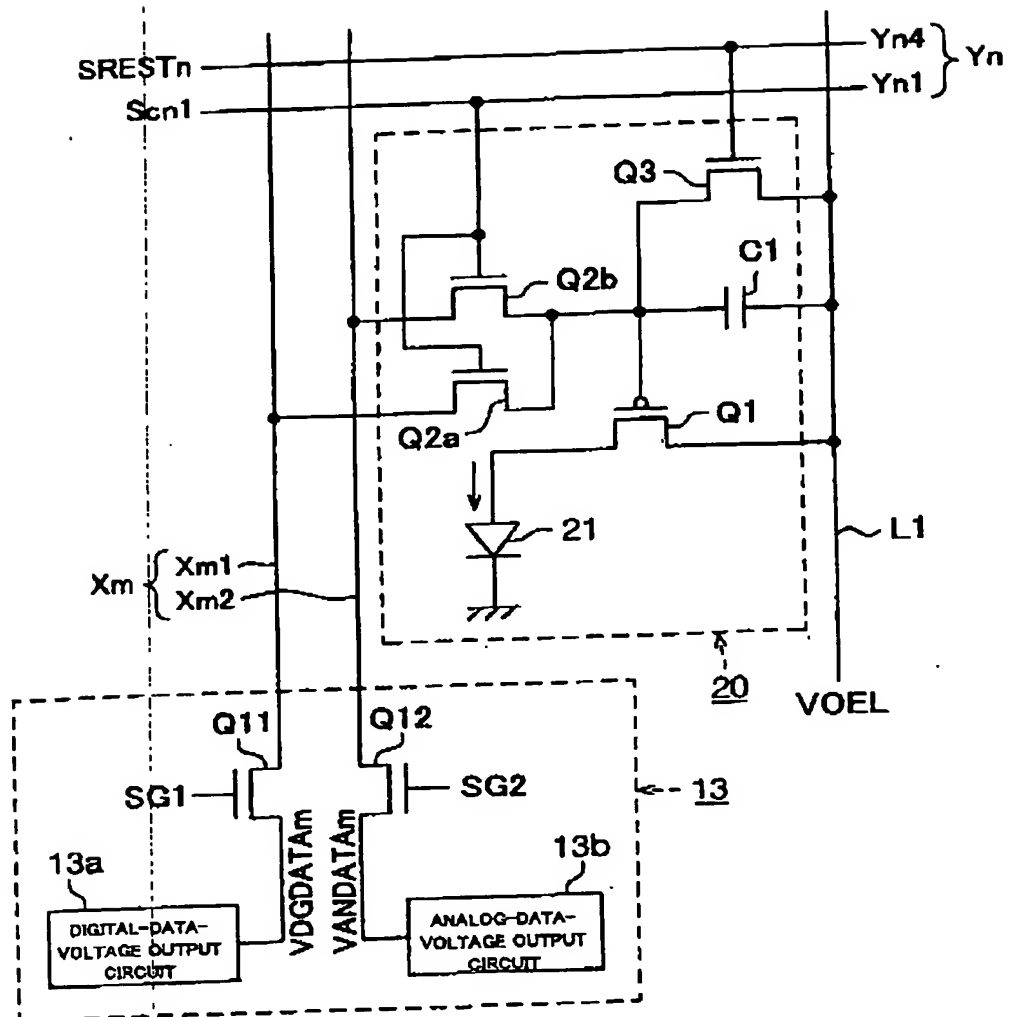 SRESTn
Yn4
Yn
Scn1
Yn1
Q3
C1
Q2b
Q2a
Q1
21
L1
Xm
Xm1
Xm2
20
VOEL
Q11
Q12
SG1
SG2
13
VDGDATAm
VANDATAm
13a
13b
DIGITAL-DATA-
VOLTAGE OUTPUT
CIRCUIT
ANALOG-DATA-
VOLTAGE OUTPUT
CIRCUIT